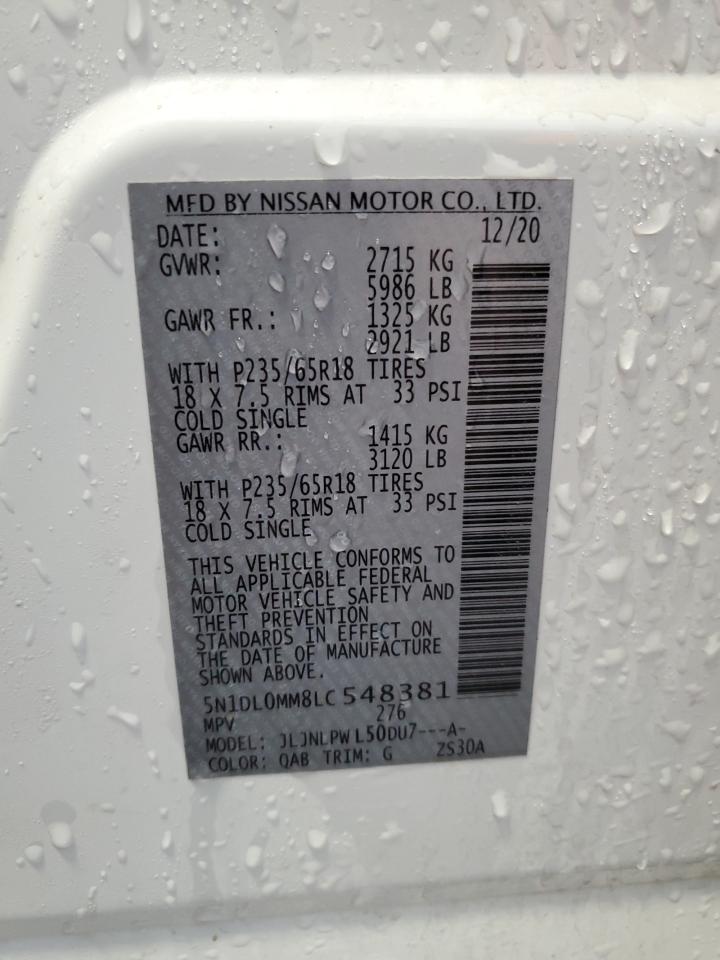 MFD BY NISSAN MOTOR CO., LTD.
DATE: 12/20
GVWR: 2715 KG
5986 LB
GAWR FR.: 1325 KG
2921 LB
WITH P235/65R18 TIRES
18 X 7.5 RIMS AT 33 PSI
COLD SINGLE
GAWR RR.: 1415 KG
3120 LB
WITH P235/65R18 TIRES
18 X 7.5 RIMS AT 33 PSI
COLD SINGLE
THIS VEHICLE CONFORMS TO
ALL APPLICABLE FEDERAL
MOTOR VEHICLE SAFETY AND
THEFT PREVENTION
STANDARDS IN EFFECT ON
THE DATE OF MANUFACTURE
SHOWN ABOVE.
5N1DL0MM8LC548381
MPV 276
MODEL: JLJNLPW L50DU7---A-
COLOR: QAB TRIM: G ZS30A